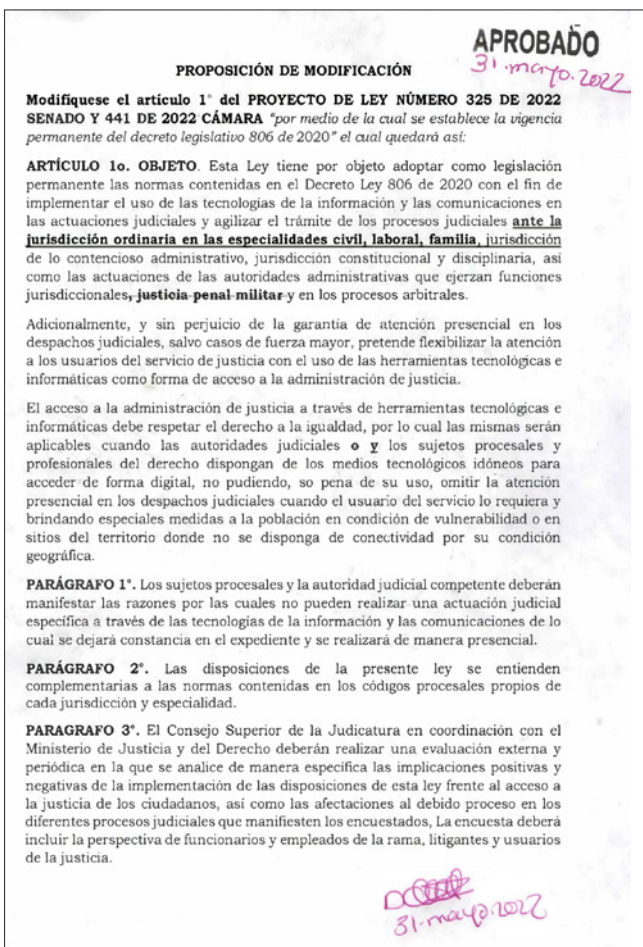 APROBADO
31.mayo.2022
PROPOSICIÓN DE MODIFICACIÓN
Modifíquese el artículo 1° del PROYECTO DE LEY NÚMERO 325 DE 2022
SENADO Y 441 DE 2022 CÁMARA "por medio de la cual se establece la vigencia
permanente del decreto legislativo 806 de 2020" el cual quedará así:
ARTÍCULO 1o. OBJETO. Esta Ley tiene por objeto adoptar como legislación
permanente las normas contenidas en el Decreto Ley 806 de 2020 con el fin de
implementar el uso de las tecnologías de la información y las comunicaciones en
las actuaciones judiciales y agilizar el trámite de los procesos judiciales ante la
jurisdicción ordinaria en las especialidades civil, laboral, familia, jurisdicción
de lo contencioso administrativo, jurisdicción constitucional y disciplinaria, así
como las actuaciones de las autoridades administrativas que ejerzan funciones
jurisdiccionales, justicia penal militar y en los procesos arbitrales.
Adicionalmente, y sin perjuicio de la garantía de atención presencial en los
despachos judiciales, salvo casos de fuerza mayor, pretende flexibilizar la atención
a los usuarios del servicio de justicia con el uso de las herramientas tecnológicas e
informáticas como forma de acceso a la administración de justicia.
El acceso a la administración de justicia a través de herramientas tecnológicas e
informáticas debe respetar el derecho a la igualdad, por lo cual las mismas serán
aplicables cuando las autoridades judiciales o y los sujetos procesales y
profesionales del derecho dispongan de los medios tecnológicos idóneos para
acceder de forma digital, no pudiendo, so pena de su uso, omitir la atención
presencial en los despachos judiciales cuando el usuario del servicio lo requiera y
brindando especiales medidas a la población en condición de vulnerabilidad o en
sitios del territorio donde no se disponga de conectividad por su condición
geográfica.
PARÁGRAFO 1°. Los sujetos procesales y la autoridad judicial competente deberán
manifestar las razones por las cuales no pueden realizar una actuación judicial
específica a través de las tecnologías de la información y las comunicaciones de lo
cual se dejará constancia en el expediente y se realizará de manera presencial.
PARÁGRAFO 2°. Las disposiciones de la presente ley se entienden
complementarias a las normas contenidas en los códigos procesales propios de
cada jurisdicción y especialidad.
PARAGRAFO 3°. El Consejo Superior de la Judicatura en coordinación con el
Ministerio de Justicia y del Derecho deberán realizar una evaluación externa y
periódica en la que se analice de manera específica las implicaciones positivas y
negativas de la implementación de las disposiciones de esta ley frente al acceso a
la justicia de los ciudadanos, así como las afectaciones al debido proceso en los
diferentes procesos judiciales que manifiesten los encuestados, La encuesta deberá
incluir la perspectiva de funcionarios y empleados de la rama, litigantes y usuarios
de la justicia.
31-mayo.2022